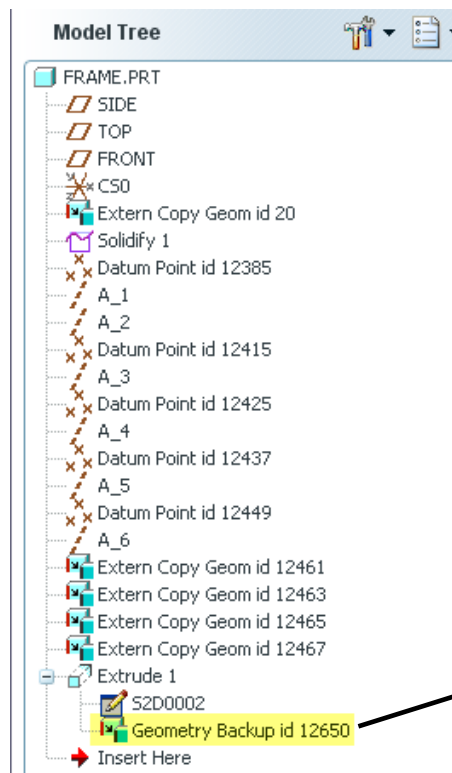 Model Tree
FRAME.PRT
SIDE
TOP
FRONT
CS0
Extern Copy Geom id 20
Solidify 1
Datum Point id 12385
A_1
A_2
Datum Point id 12415
A_3
Datum Point id 12425
A_4
Datum Point id 12437
A_5
Datum Point id 12449
A_6
Extern Copy Geom id 12461
Extern Copy Geom id 12463
Extern Copy Geom id 12465
Extern Copy Geom id 12467
Extrude 1
S2D0002
Geometry Backup id 12650
Insert Here